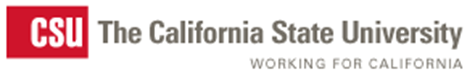 CSU The California State University
WORKING FOR CALIFORNIA